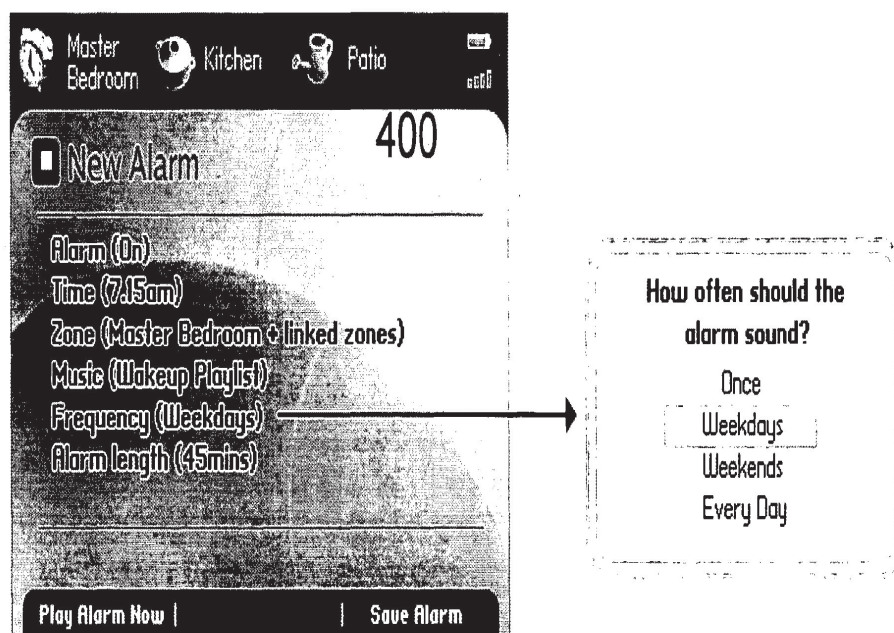 Master
Bedroom
Kitchen
Patio
400
New Alarm
Alarm (On)
Time (7.15am)
Zone (Master Bedroom + linked zones)
Music (Wakeup Playlist)
Frequency (Weekdays)
Alarm length (45mins)
Play Alarm Now |
| Save Alarm
How often should the
alarm sound?
Once
Weekdays
Weekends
Every Day